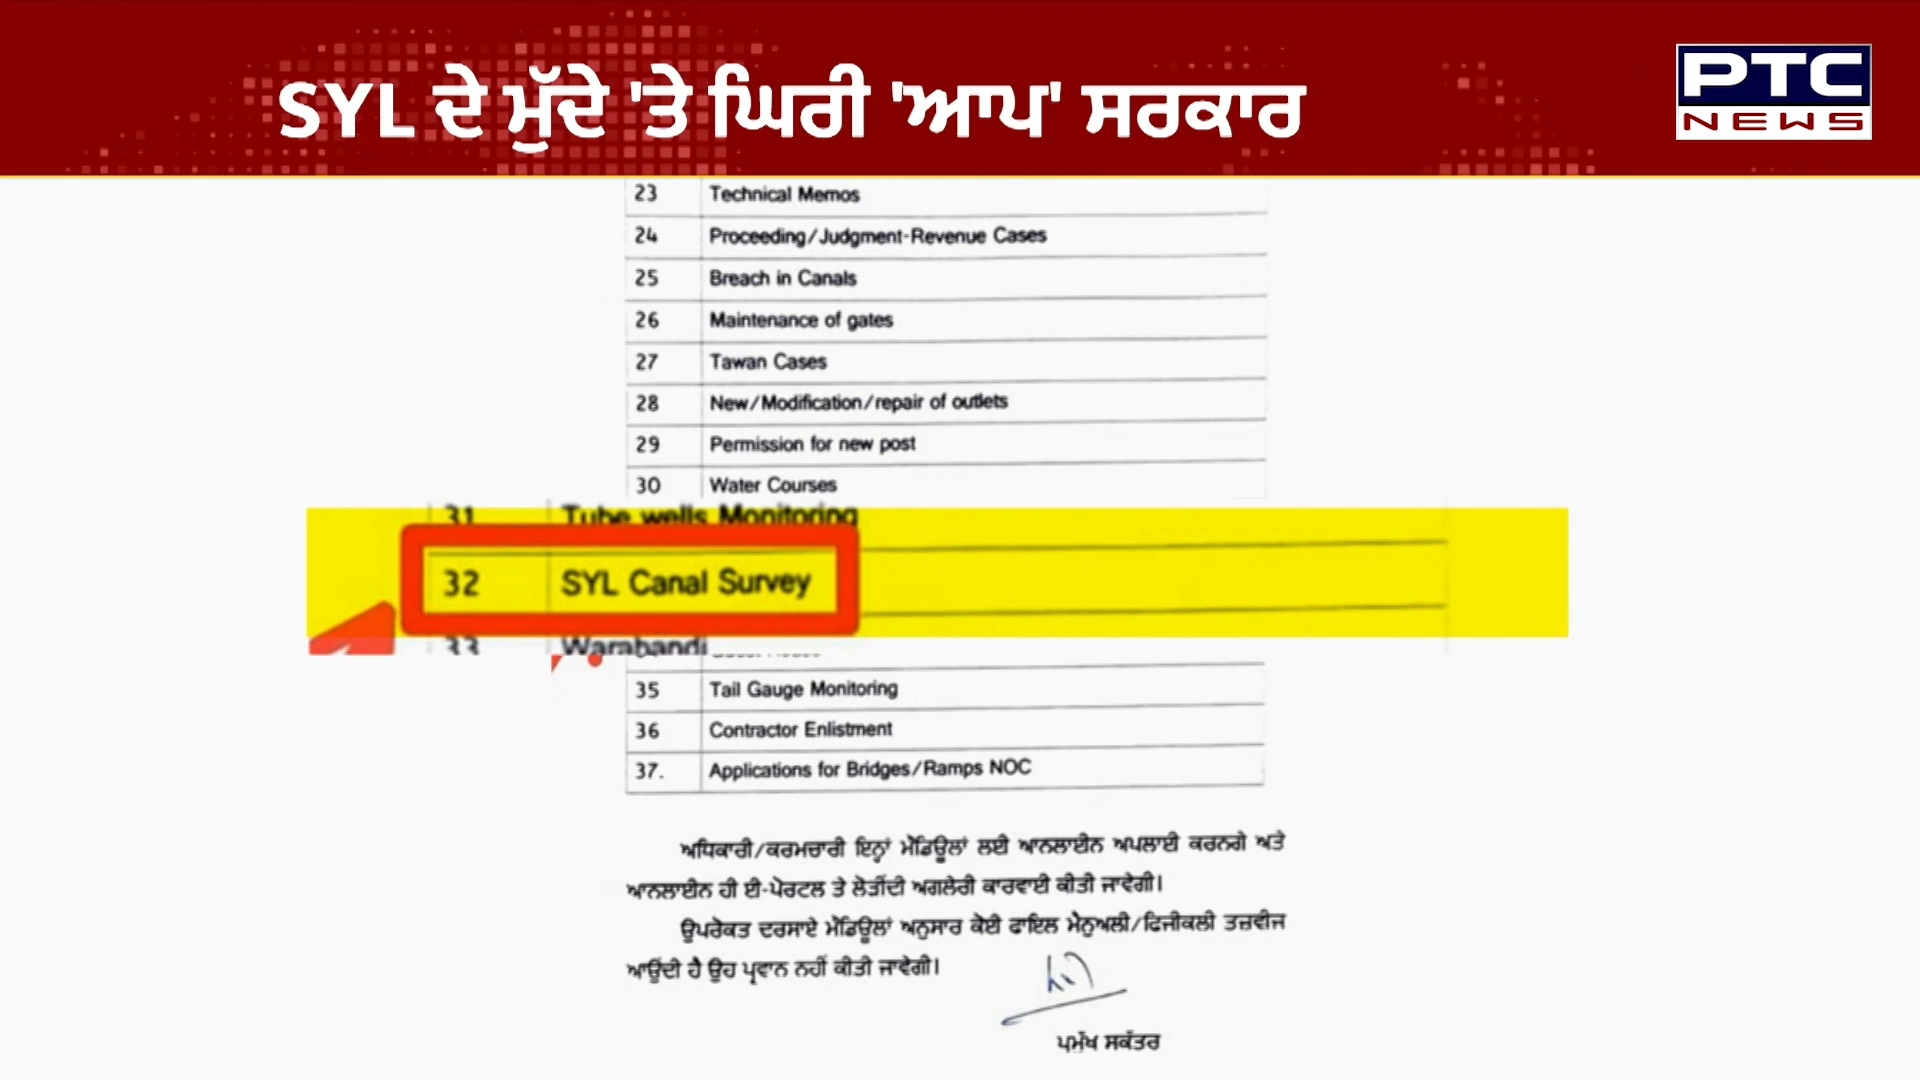 SYL ਦੇ ਮੁੱਦੇ 'ਤੇ ਘਿਰੀ 'ਆਪ' ਸਰਕਾਰ
PTC
NEWS
23 Technical Memos
24 Proceeding/Judgment-Revenue Cases
25 Breach in Canals
26 Maintenance of gates
27 Tawan Cases
28 New/Modification/repair of outlets
29 Permission for new post
30 Water Courses
31 Tube wells Monitoring
32 SYL Canal Survey
33 Warabandi
35 Tail Gauge Monitoring
36 Contractor Enlistment
37. Applications for Bridges/Ramps NOC
ਅਧਿਕਾਰੀ/ਕਰਮਚਾਰੀ ਇਨ੍ਹਾਂ ਮੋਡਿਊਲਾਂ ਲਈ ਆਨਲਾਈਨ ਅਪਲਾਈ ਕਰਨਗੇ ਅਤੇ
ਆਨਲਾਈਨ ਹੀ ਈ-ਪੋਰਟਲ ਤੇ ਲੋੜੀਂਦੀ ਅਗਲੇਰੀ ਕਾਰਵਾਈ ਕੀਤੀ ਜਾਵੇਗੀ।
ਉਪਰੋਕਤ ਦਰਸਾਏ ਮੋਡਿਊਲਾਂ ਅਨੁਸਾਰ ਕੋਈ ਫਾਇਲ ਮੈਨੁਅਲੀ/ਫਿਜੀਕਲੀ ਤਜ਼ਵੀਜ
ਆਉਂਦੀ ਹੈ ਉਹ ਪ੍ਰਵਾਨ ਨਹੀਂ ਕੀਤੀ ਜਾਵੇਗੀ।
ਪ੍ਰਮੁੱਖ ਸਕੱਤਰ